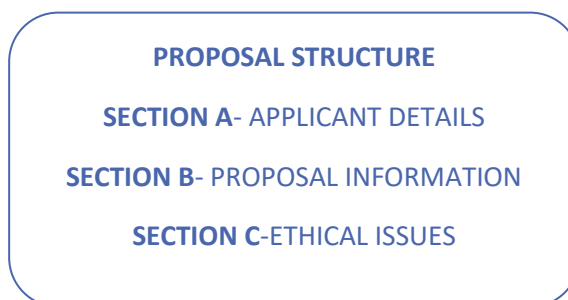 PROPOSAL STRUCTURE
SECTION A- APPLICANT DETAILS
SECTION B- PROPOSAL INFORMATION
SECTION C-ETHICAL ISSUES